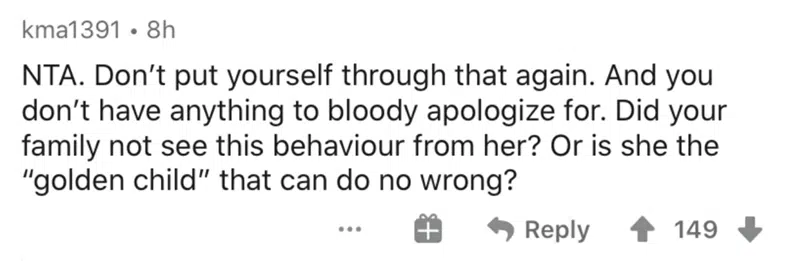 kma1391 • 8h
NTA. Don’t put yourself through that again. And you
don’t have anything to bloody apologize for. Did your
family not see this behaviour from her? Or is she the
“golden child” that can do no wrong?
... Reply 149